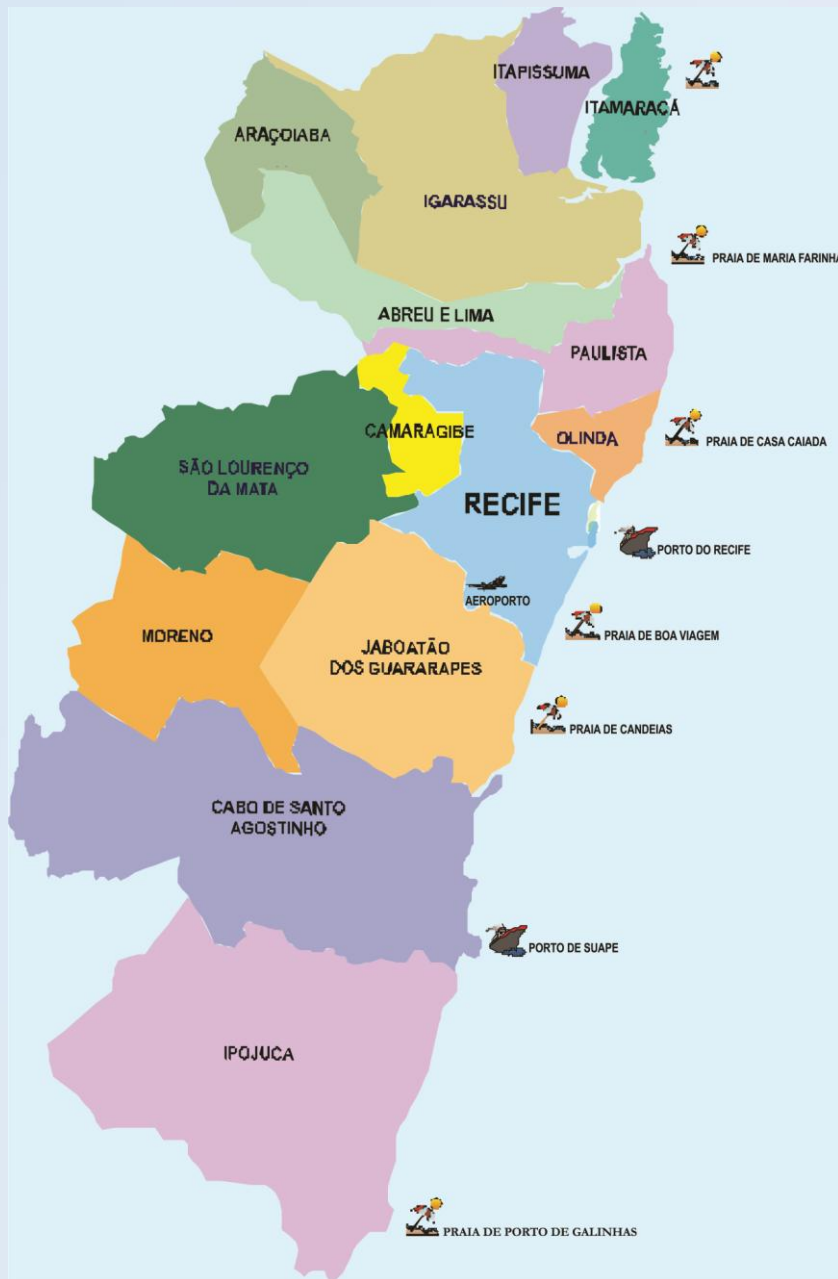 ITAPISSUMA
ITAMARAÇÁ
ARAÇOIABA
IGARASSU
PRAIA DE MARIA FARINHA
ABREU E LIMA
PAULISTA
CAMARAGIBE
OLINDA
PRAIA DE CASA CAIADA
SÃO LOURENÇO
DA MATA
RECIFE
PORTO DO RECIFE
AEROPORTO
MORENO
PRAIA DE BOA VIAGEM
JABOATÃO
DOS GUARARAPES
PRAIA DE CANDEIAS
CABO DE SANTO
AGOSTINHO
PORTO DE SUAPE
IPOJUCA
PRAIA DE PORTO DE GALINHAS